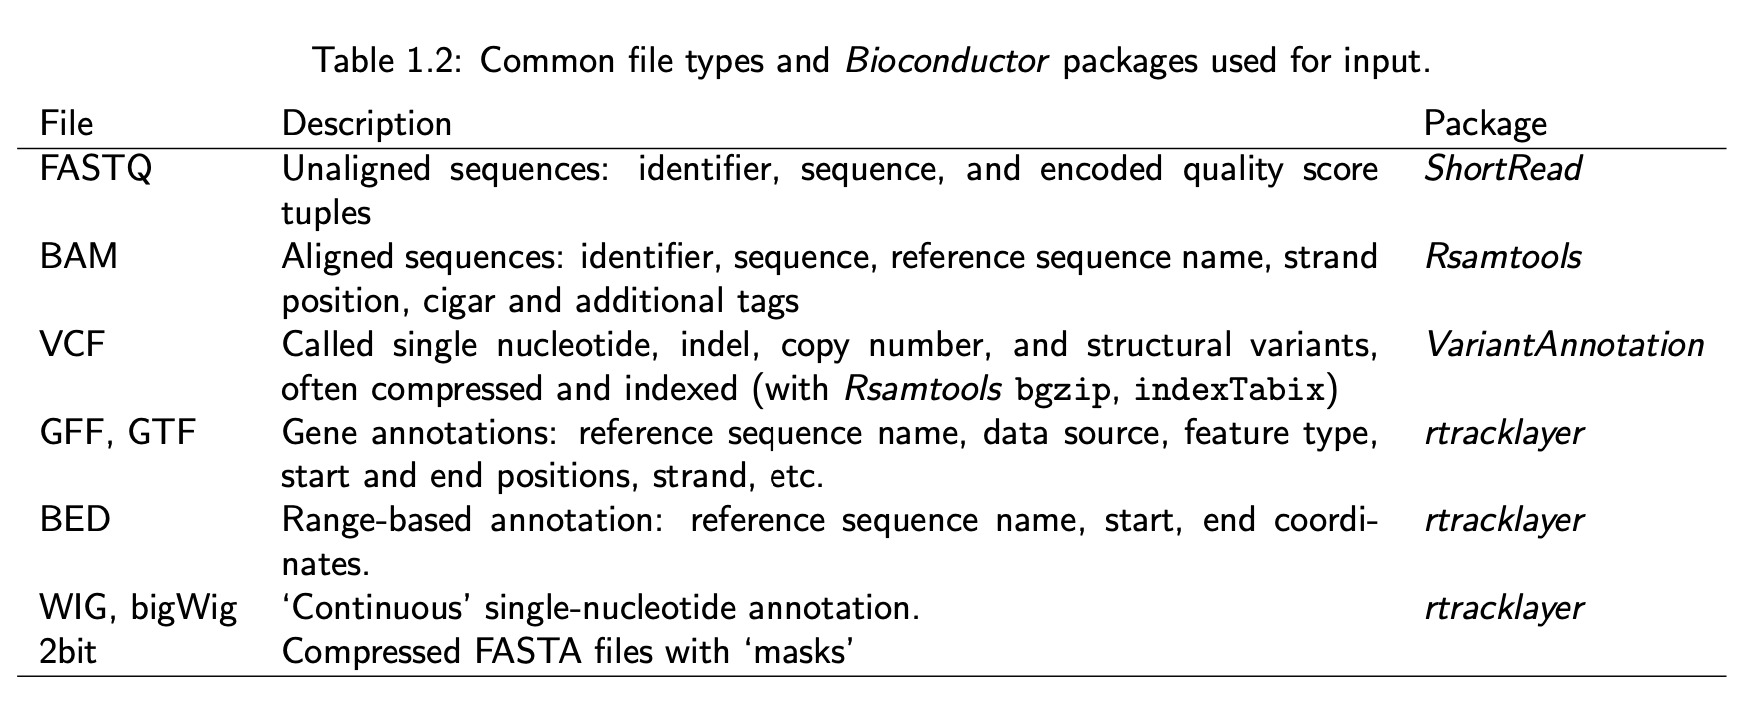 Table 1.2: Common file types and Bioconductor packages used for input.
File Description Package
FASTQ Unaligned sequences: identifier, sequence, and encoded quality score ShortRead
tuples
BAM Aligned sequences: identifier, sequence, reference sequence name, strand Rsamtools
position, cigar and additional tags
VCF Called single nucleotide, indel, copy number, and structural variants, VariantAnnotation
often compressed and indexed (with Rsamtools bgzip, indexTabix)
GFF, GTF Gene annotations: reference sequence name, data source, feature type, rtracklayer
start and end positions, strand, etc.
BED Range-based annotation: reference sequence name, start, end coordi- rtracklayer
nates.
WIG, bigWig ‘Continuous’ single-nucleotide annotation. rtracklayer
2bit Compressed FASTA files with ‘masks’